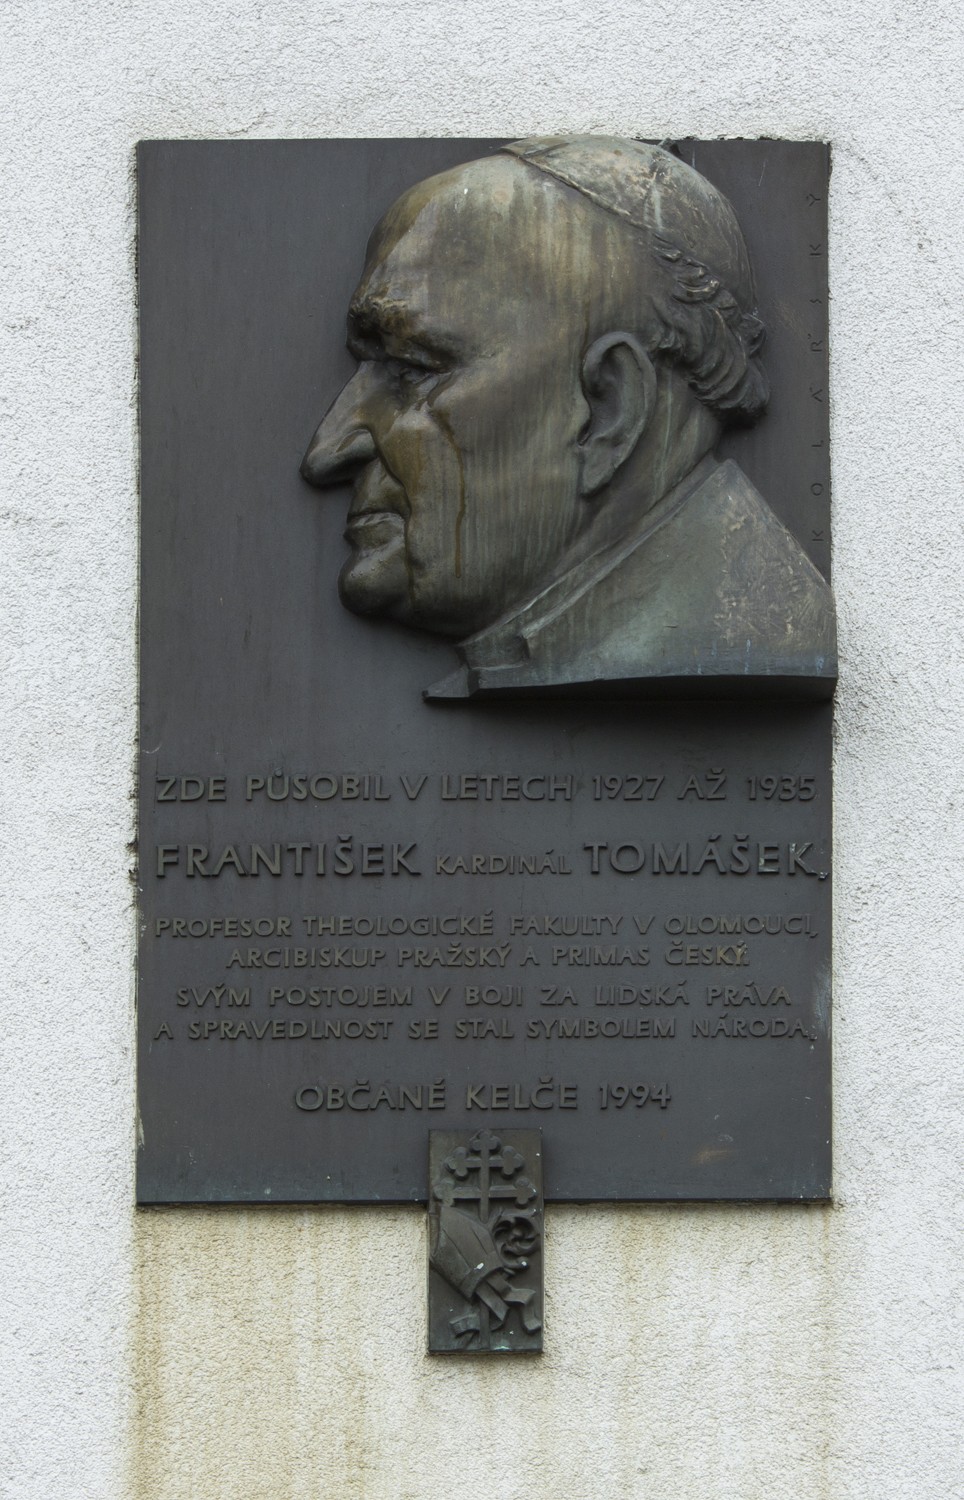 KOLÁŘSKÝ
ZDE PŮSOBIL V LETECH 1927 AŽ 1935
FRANTIŠEK KARDINÁL TOMÁŠEK,
PROFESOR THEOLOGICKÉ FAKULTY V OLOMOUCI,
ARCIBISKUP PRAŽSKÝ A PRIMAS ČESKÝ.
SVÝM POSTOJEM V BOJI ZA LIDSKÁ PRÁVA
A SPRAVEDLNOST SE STAL SYMBOLEM NÁRODA.
OBČANÉ KELČE 1994